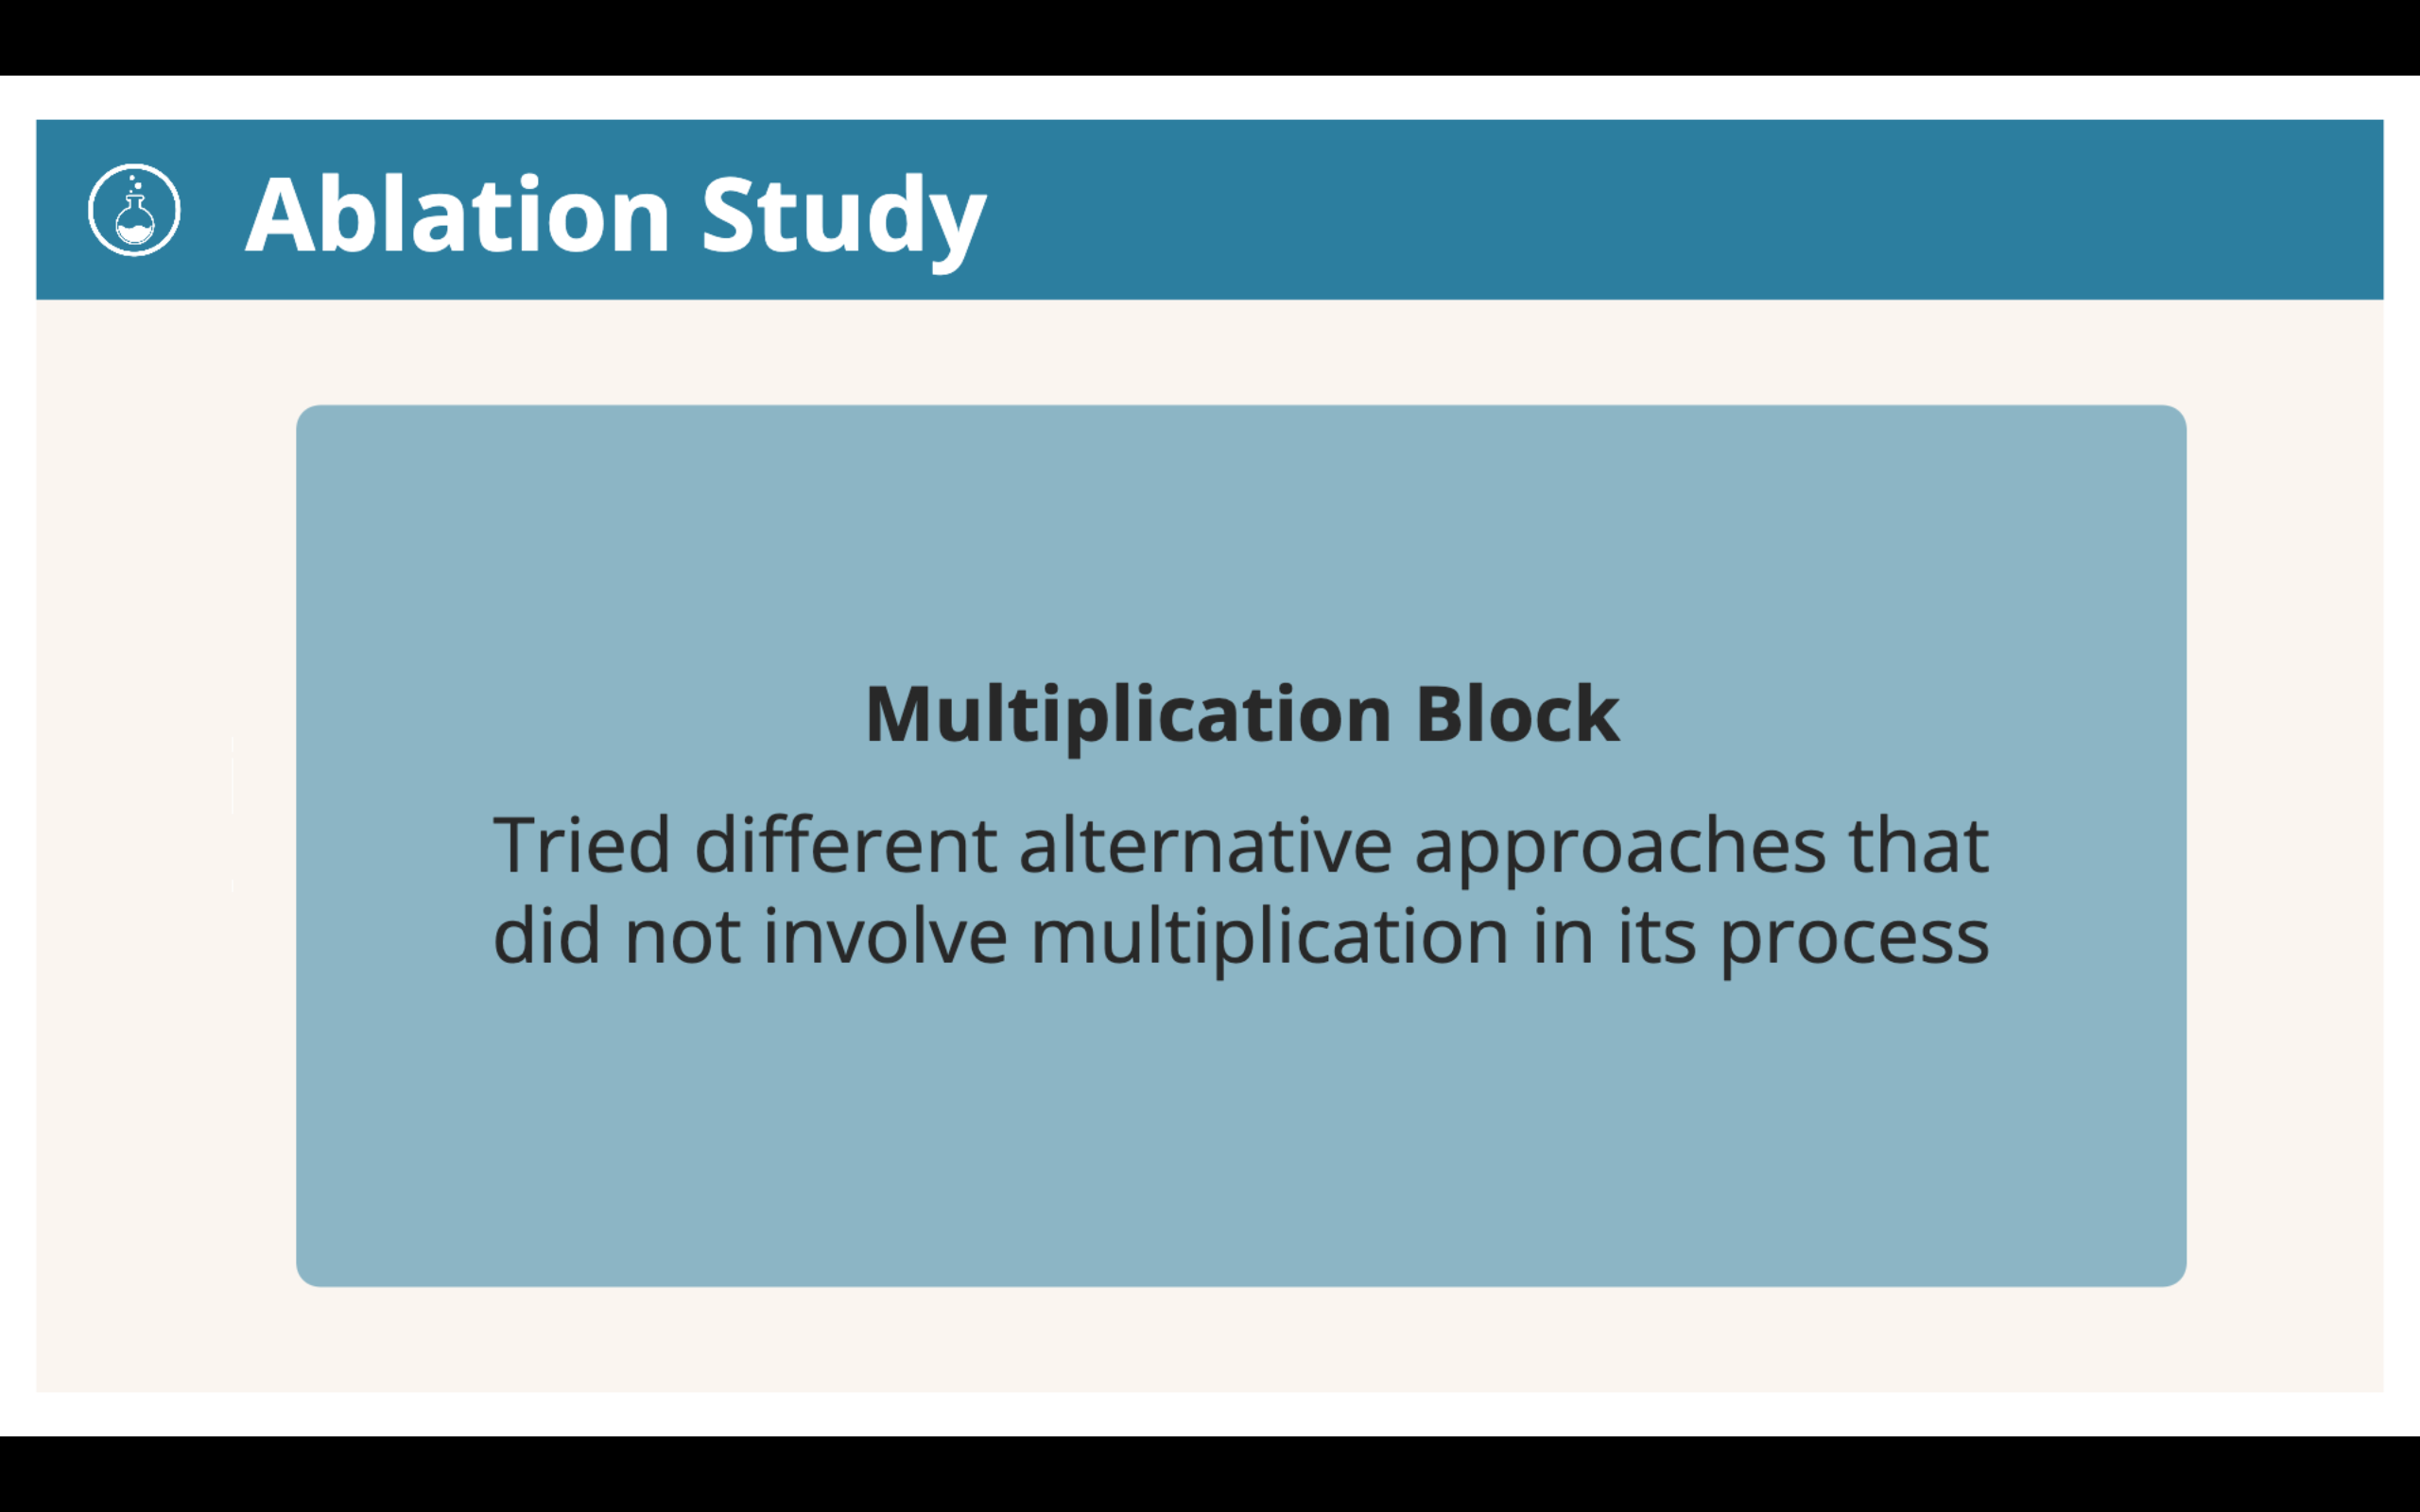 Ablation Study
Multiplication Block
Tried different alternative approaches that
did not involve multiplication in its process